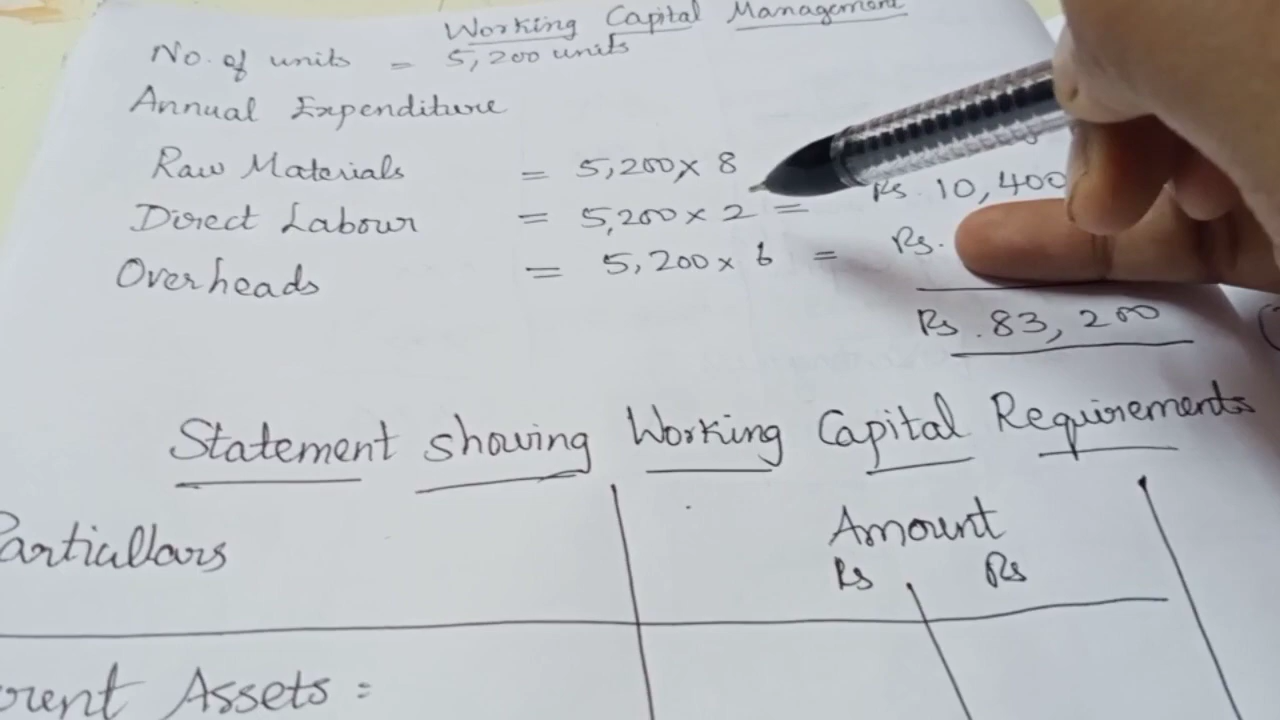 Working Capital Management
No. of units = 5,200 units
Annual Expenditure
Raw Materials = 5,200 x 8
Direct Labour = 5,200 x 2 = Rs. 10,400
Overheads = 5,200 x 6 = Rs.
Rs. 83,200
Statement showing Working Capital Requirements
Particullars Amount
Rs Rs
Assets :